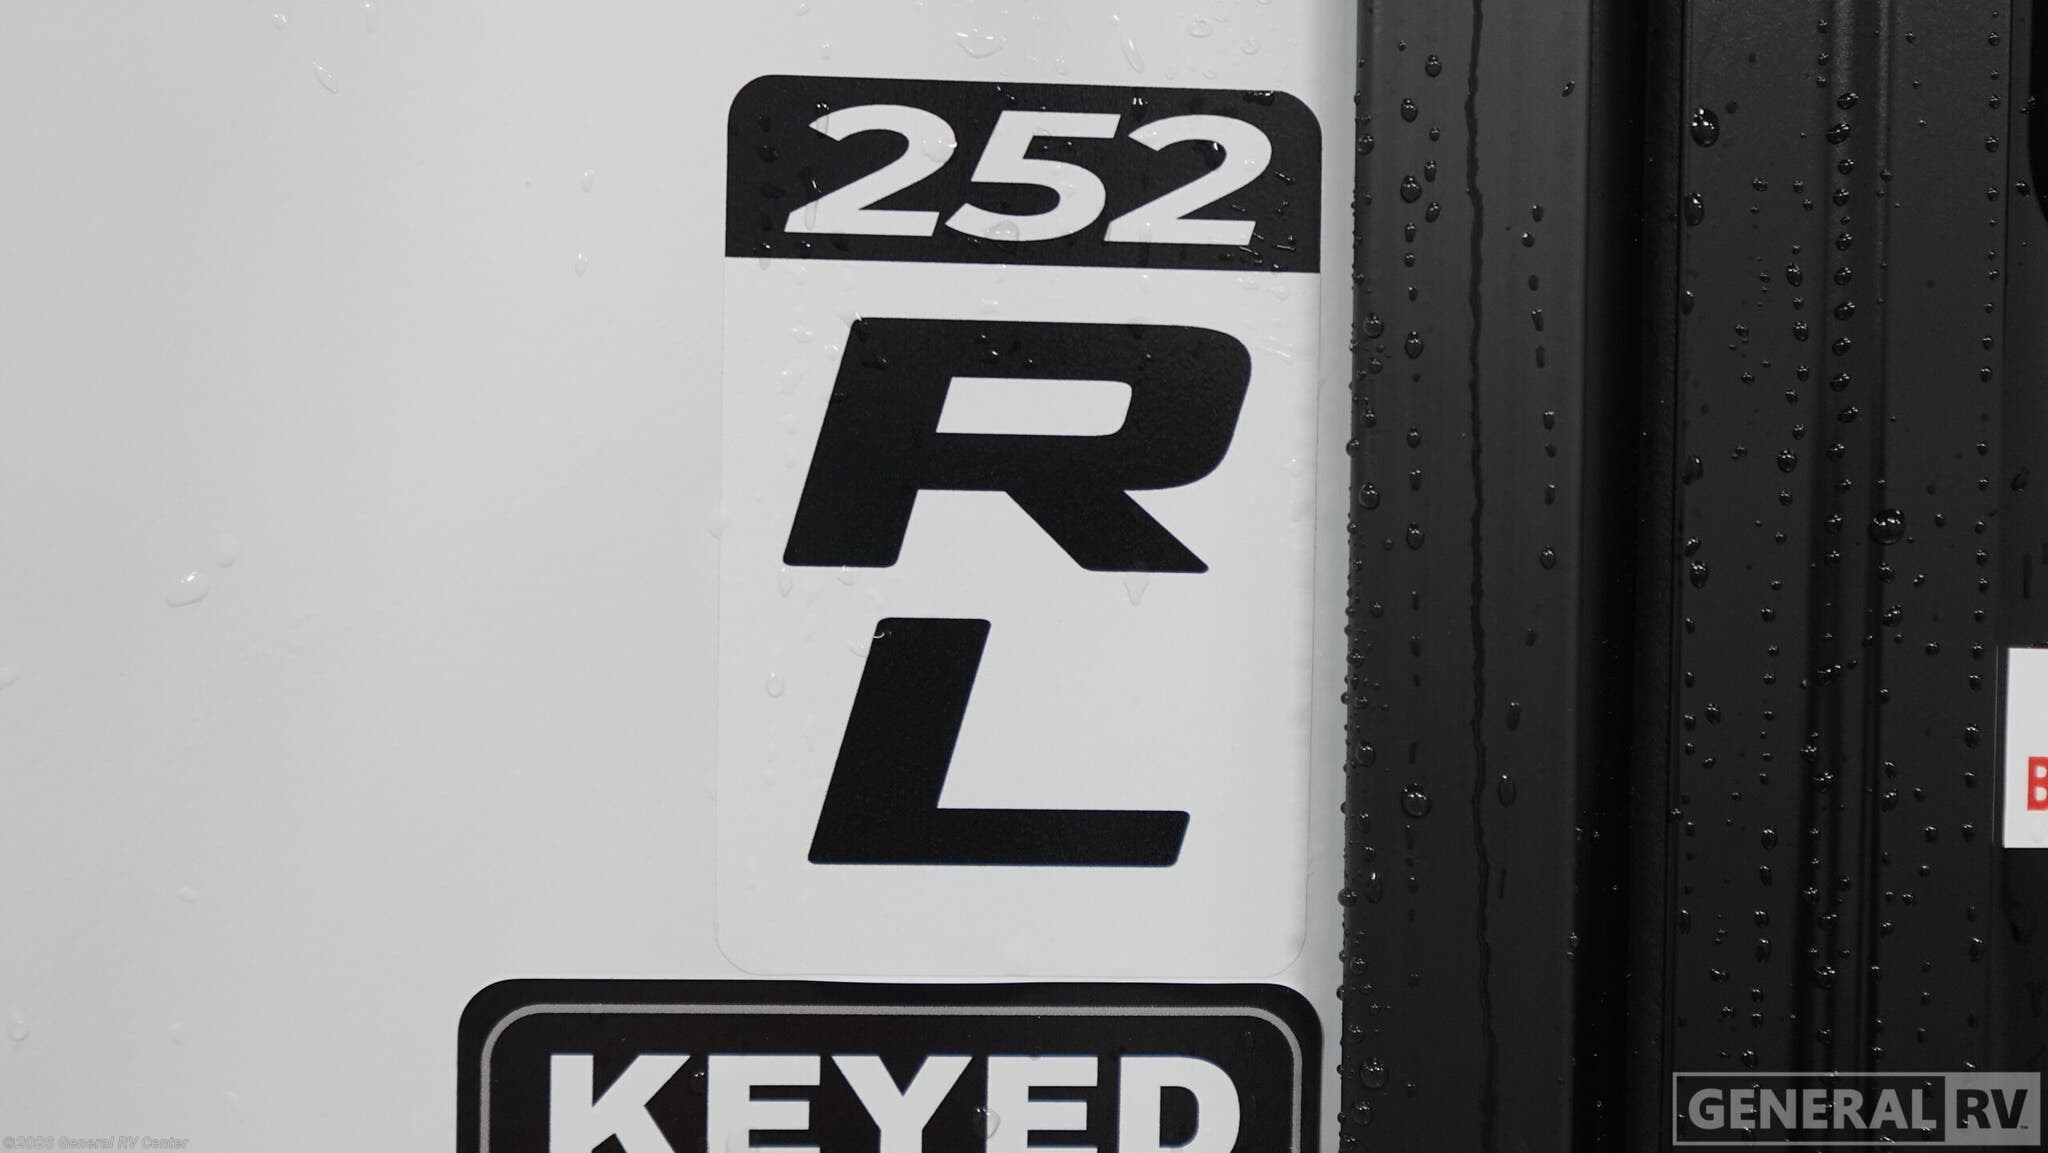 252
R
L
KEYED
B
©2026 General RV Center
GENERAL RV